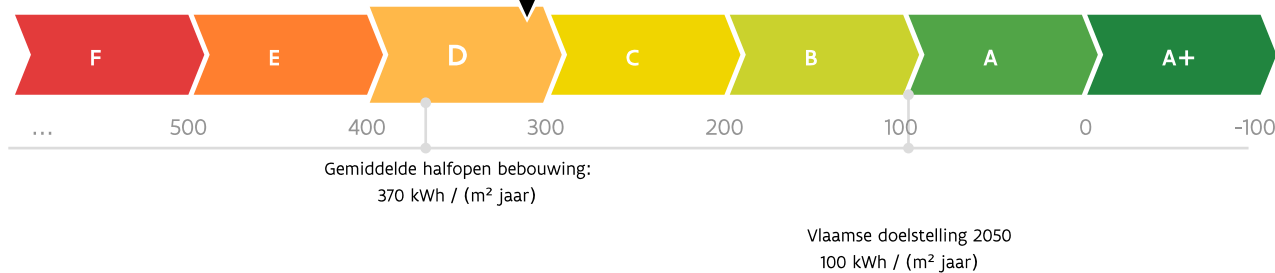 F E D C B A A+
... 500 400 300 200 100 0 -100
Gemiddelde halfopen bebouwing:
370 kWh / (m² jaar)
Vlaamse doelstelling 2050
100 kWh / (m² jaar)